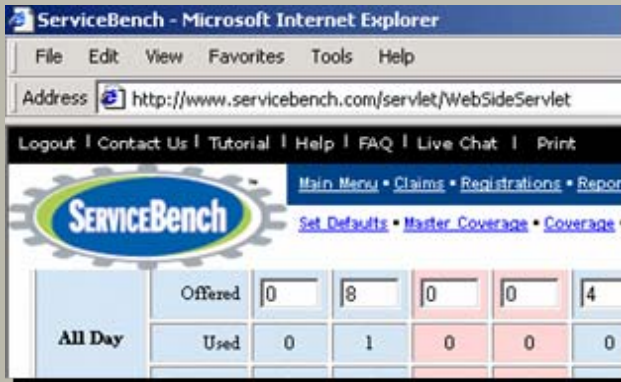 ServiceBench - Microsoft Internet Explorer
File Edit View Favorites Tools Help
Address http://www.servicebench.com/servlet/WebSideServlet
Logout | Contact Us | Tutorial | Help | FAQ | Live Chat | Print
Main Menu • Claims • Registrations • Repor
SERVICEBench
Set Defaults • Master Coverage • Coverage •
Offered 0 8 0 0 4
All Day
Used 0 1 0 0 0